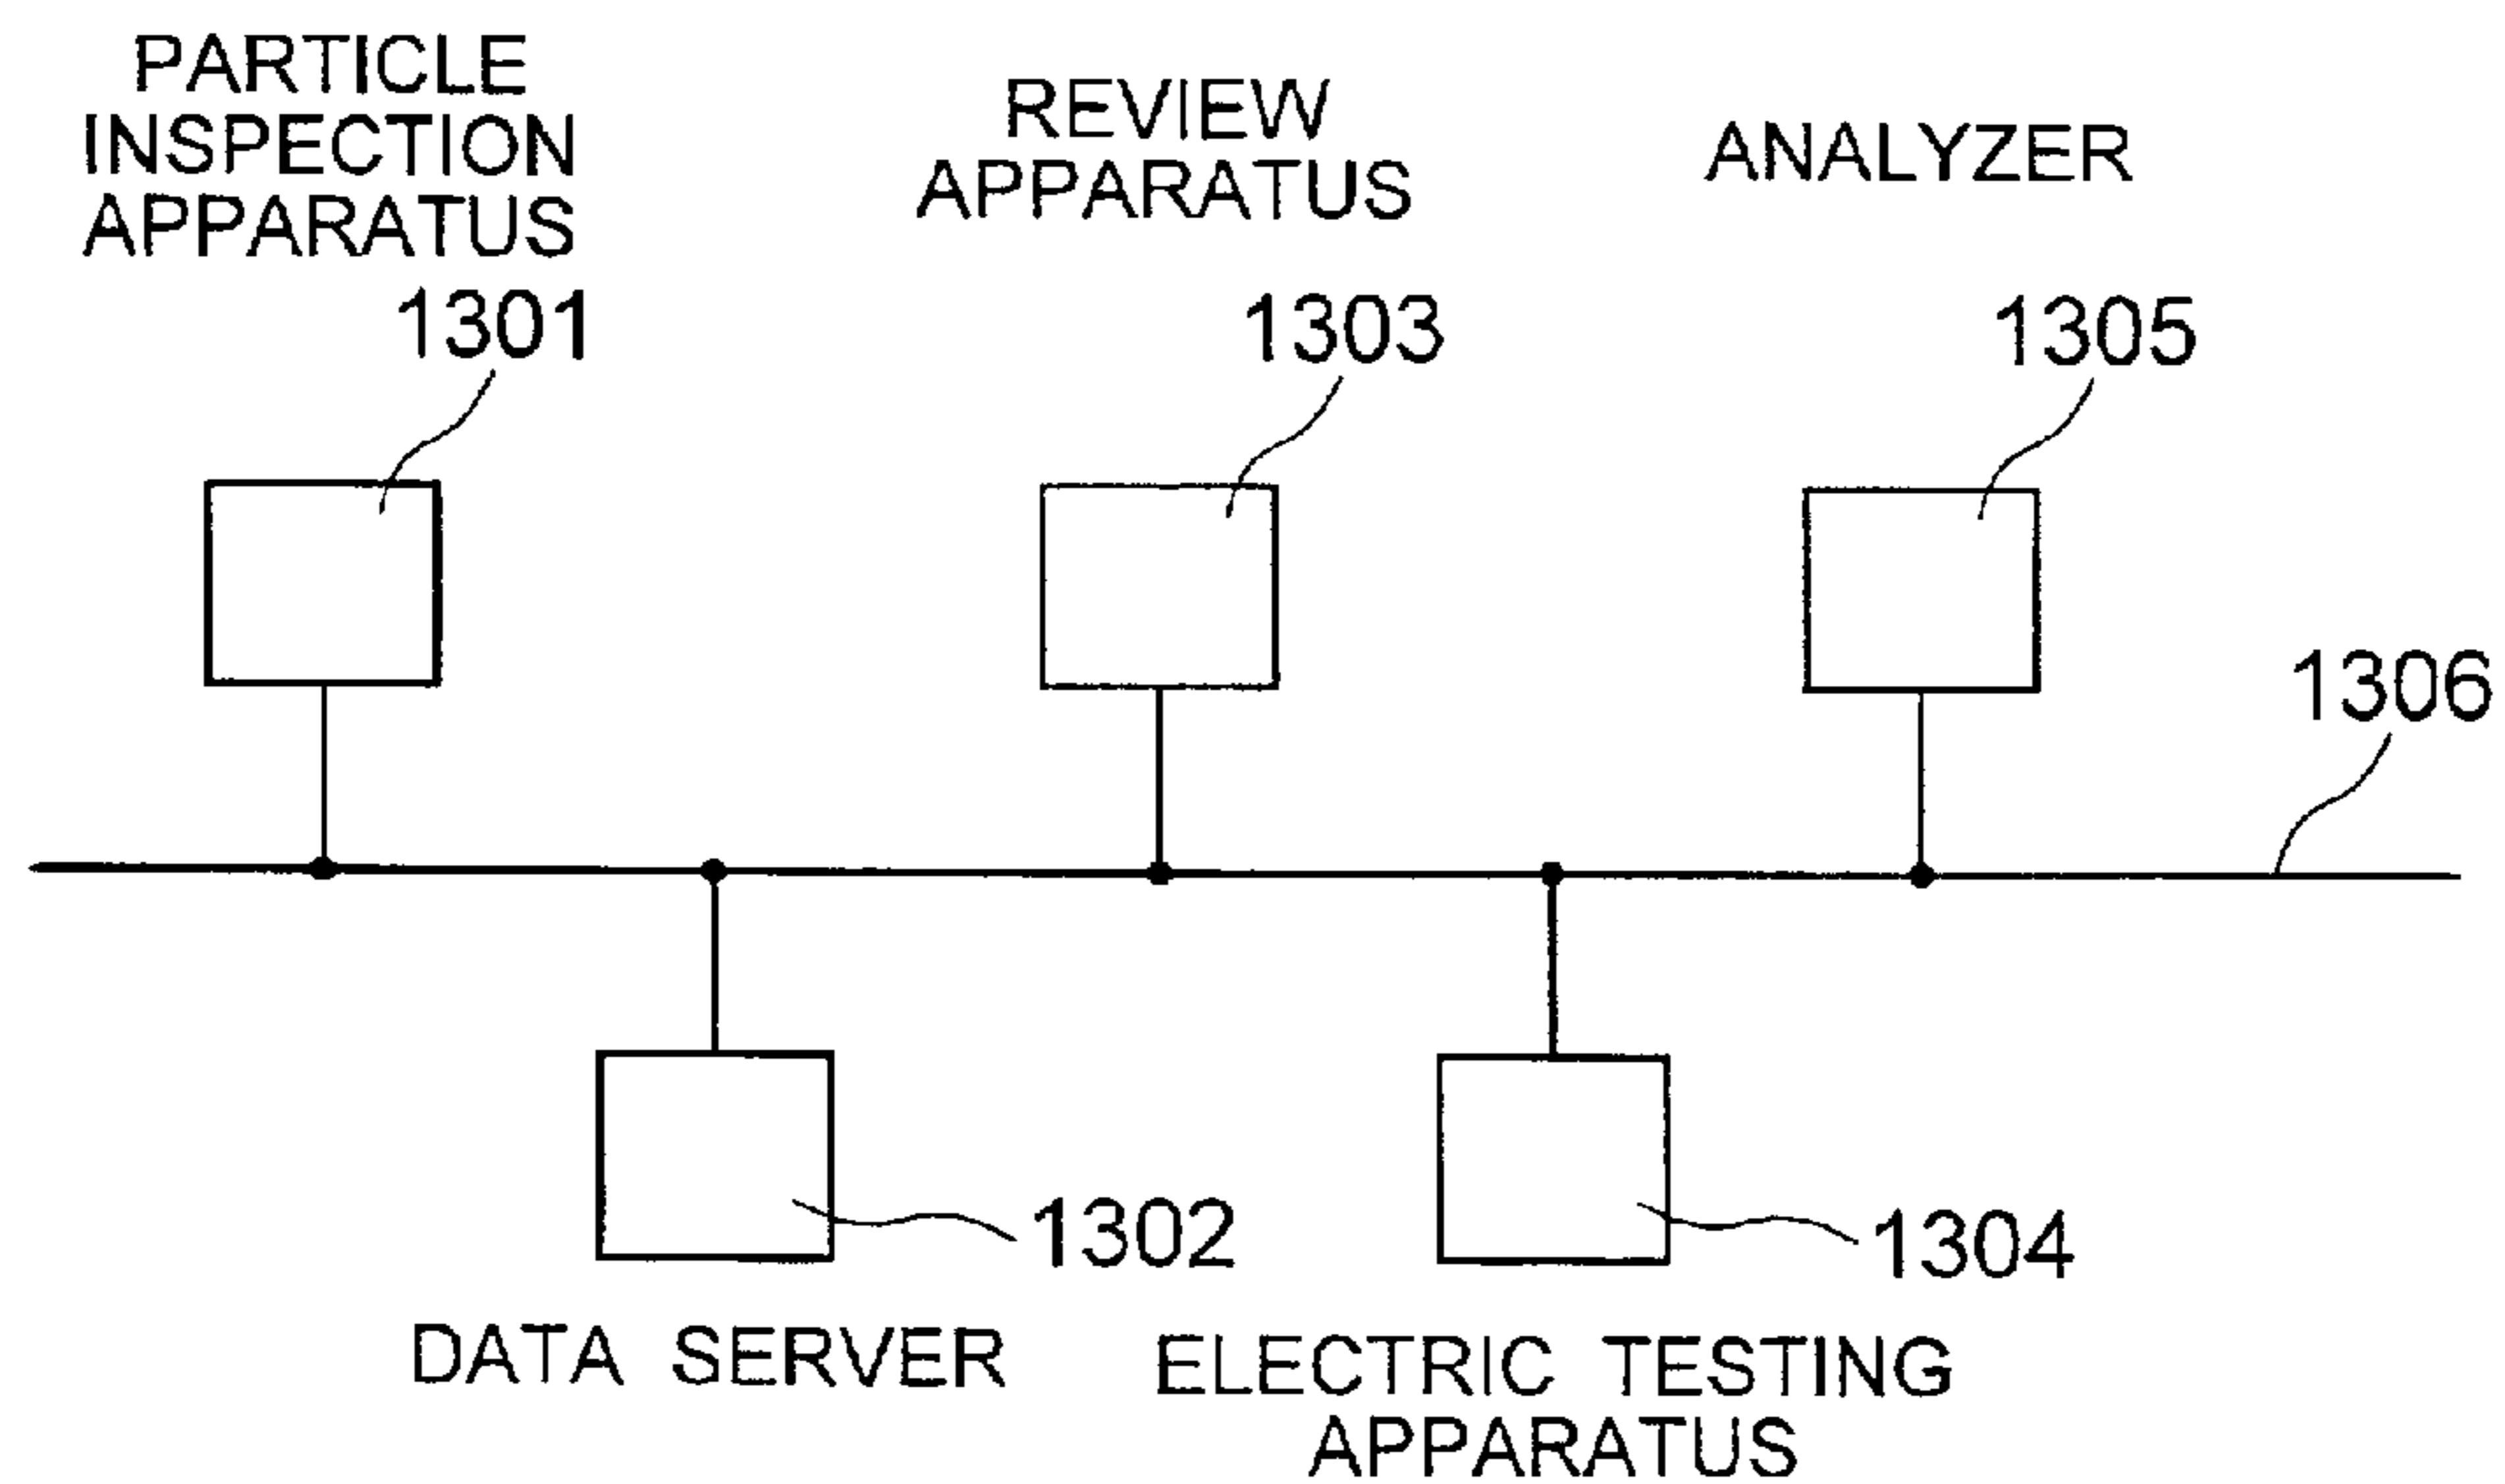 PARTICLE
INSPECTION
APPARATUS
1301
REVIEW
APPARATUS
1303
ANALYZER
1305
1306
1302
DATA SERVER
1304
ELECTRIC TESTING
APPARATUS